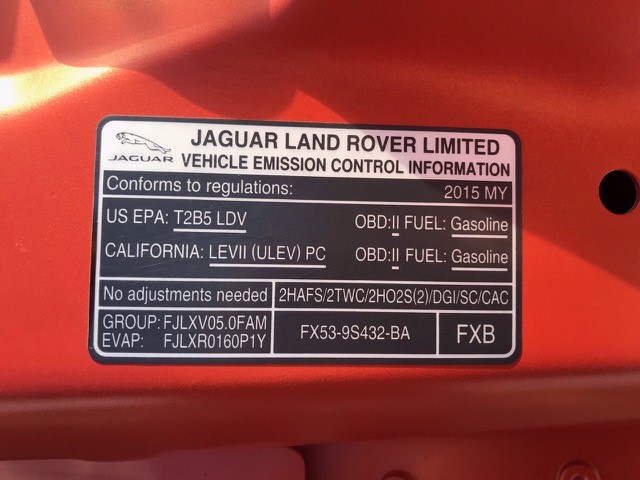 JAGUAR
JAGUAR LAND ROVER LIMITED
VEHICLE EMISSION CONTROL INFORMATION
Conforms to regulations: 2015 MY
US EPA: T2B5 LDV OBD:II FUEL: Gasoline
CALIFORNIA: LEVII (ULEV) PC OBD:II FUEL: Gasoline
No adjustments needed 2HAFS/2TWC/2HO2S(2)/DGI/SC/CAC
GROUP: FJLXV05.0FAM
EVAP: FJLXR0160P1Y
FX53-9S432-BA
FXB